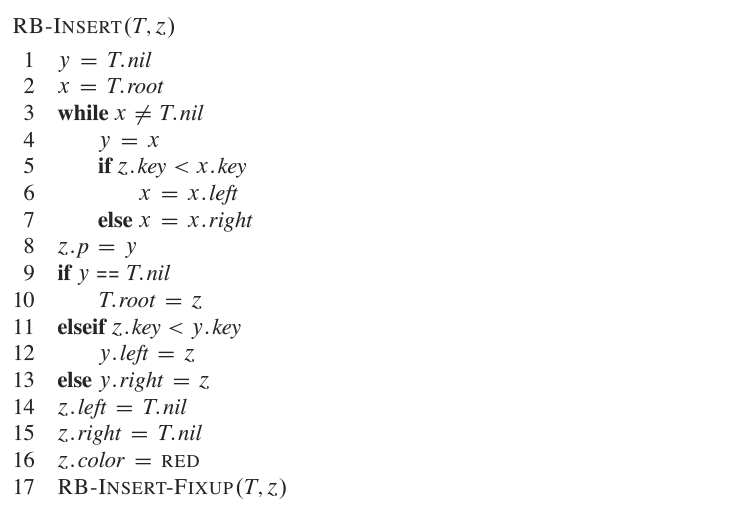 RB-INSERT(T, z)
1 y = T.nil
2 x = T.root
3 while x ≠ T.nil
4 y = x
5 if z.key < x.key
6 x = x.left
7 else x = x.right
8 z.p = y
9 if y == T.nil
10 T.root = z
11 elseif z.key < y.key
12 y.left = z
13 else y.right = z
14 z.left = T.nil
15 z.right = T.nil
16 z.color = RED
17 RB-INSERT-FIXUP(T, z)